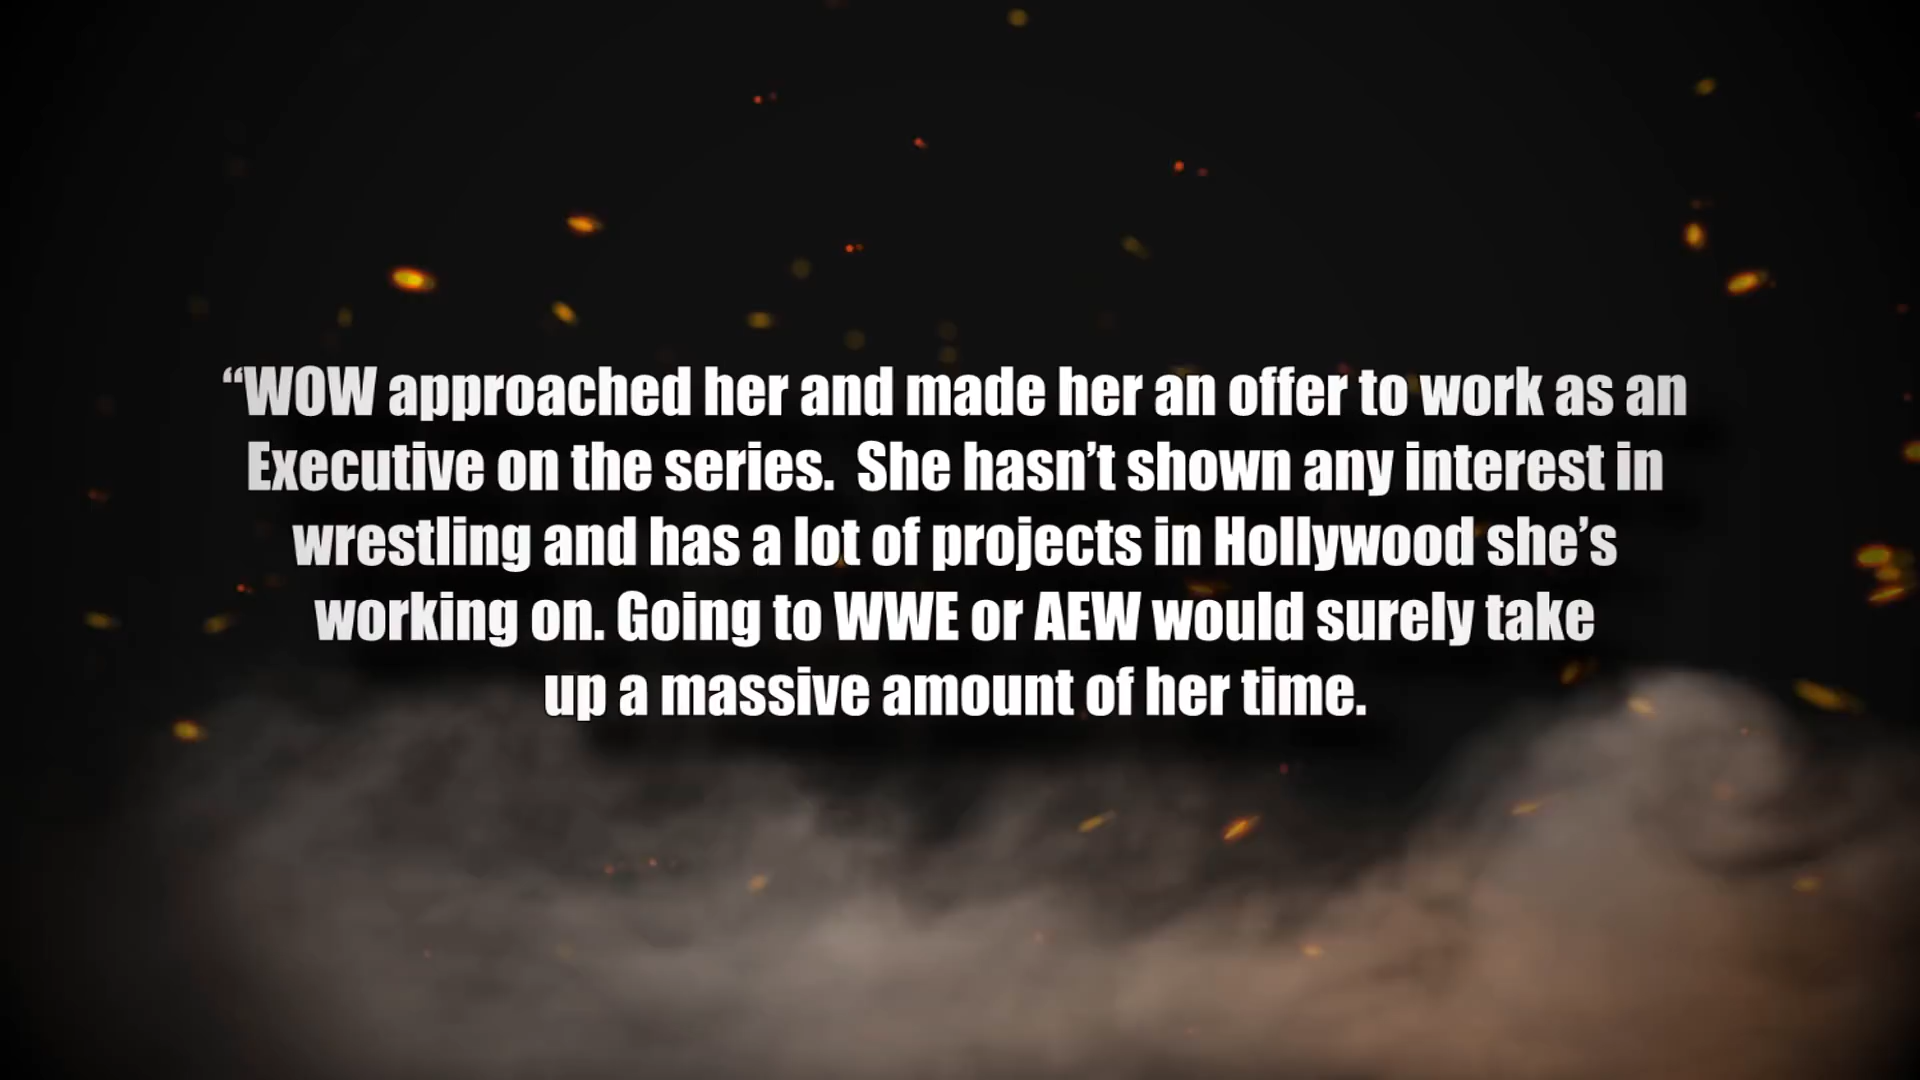 “WOW approached her and made her an offer to work as an
Executive on the series.  She hasn’t shown any interest in
wrestling and has a lot of projects in Hollywood she’s
working on. Going to WWE or AEW would surely take
up a massive amount of her time.